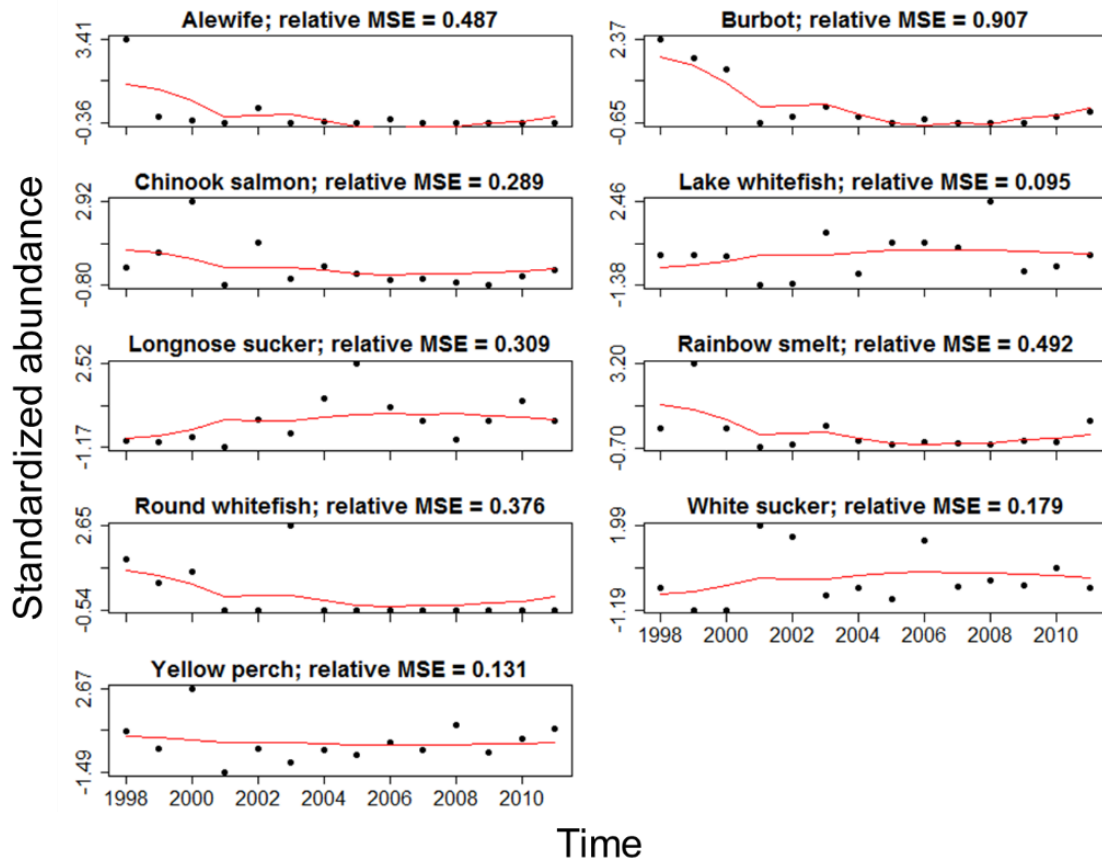 Alewife; relative MSE = 0.487
3.41
-0.36
Burbot; relative MSE = 0.907
2.37
-0.65
Chinook salmon; relative MSE = 0.289
2.92
-0.80
Lake whitefish; relative MSE = 0.095
2.46
-1.38
Longnose sucker; relative MSE = 0.309
2.52
-1.17
Rainbow smelt; relative MSE = 0.492
3.20
-0.70
Round whitefish; relative MSE = 0.376
2.65
-0.54
White sucker; relative MSE = 0.179
1.99
-1.19
1998 2000 2002 2004 2006 2008 2010
Yellow perch; relative MSE = 0.131
2.67
-1.49
1998 2000 2002 2004 2006 2008 2010
Standardized abundance
Time